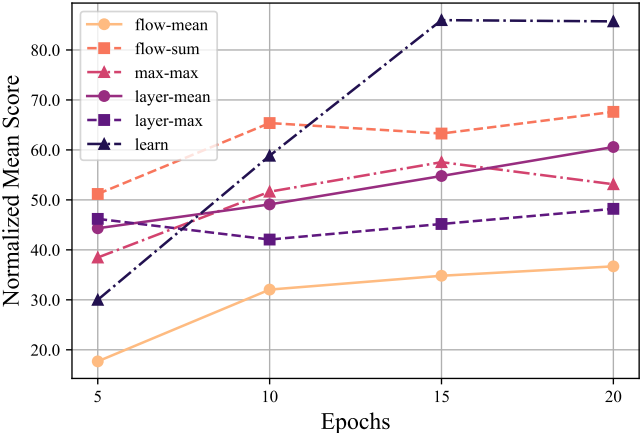 Normalized Mean Score
80.0
70.0
60.0
50.0
40.0
30.0
20.0
flow-mean
flow-sum
max-max
layer-mean
layer-max
learn
5 10 15 20
Epochs